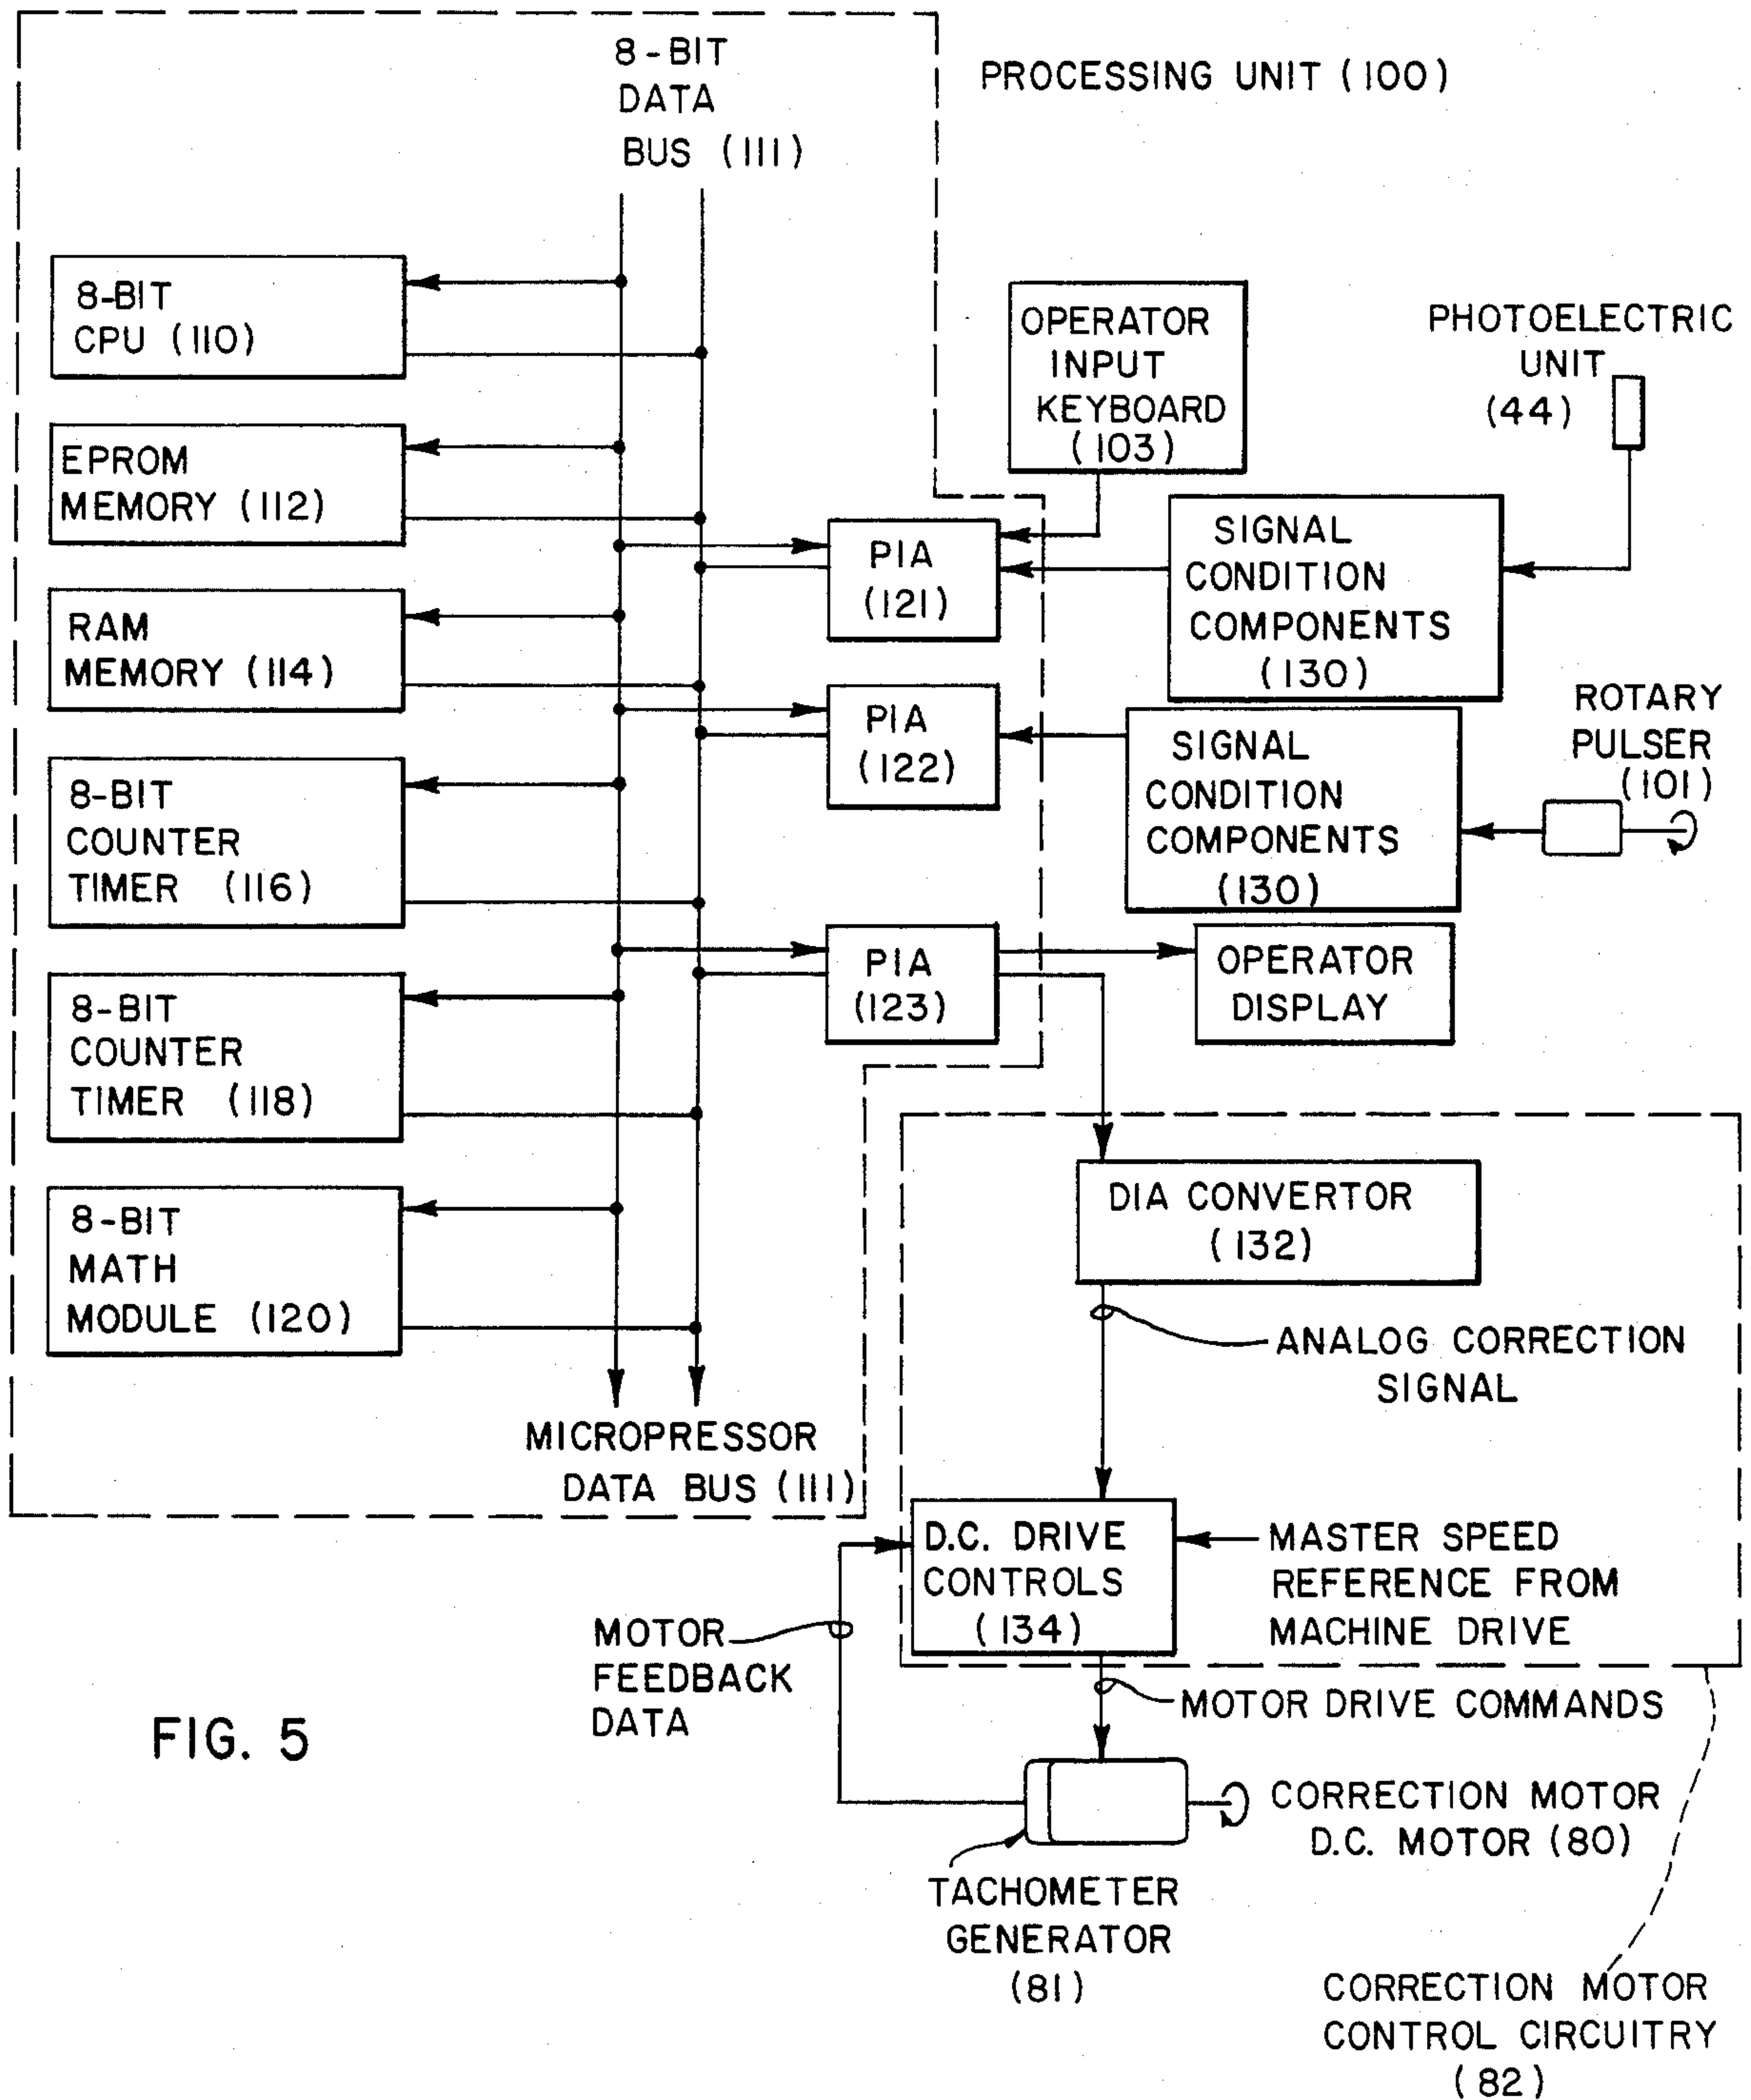 8-BIT
DATA
BUS (111)
PROCESSING UNIT (100)
8-BIT
CPU (110)
EPROM
MEMORY (112)
RAM
MEMORY (114)
8-BIT
COUNTER
TIMER (116)
8-BIT
COUNTER
TIMER (118)
8-BIT
MATH
MODULE (120)
MICROPRESSOR
DATA BUS (111)
PIA
(121)
PIA
(122)
PIA
(123)
OPERATOR
INPUT
KEYBOARD
(103)
PHOTOELECTRIC
UNIT
(44)
SIGNAL
CONDITION
COMPONENTS
(130)
SIGNAL
CONDITION
COMPONENTS
(130)
ROTARY
PULSER
(101)
OPERATOR
DISPLAY
DIA CONVERTOR
(132)
ANALOG CORRECTION
SIGNAL
D.C. DRIVE
CONTROLS
(134)
MASTER SPEED
REFERENCE FROM
MACHINE DRIVE
MOTOR
FEEDBACK
DATA
MOTOR DRIVE COMMANDS
CORRECTION MOTOR
D.C. MOTOR (80)
TACHOMETER
GENERATOR
(81)
CORRECTION MOTOR
CONTROL CIRCUITRY
(82)
FIG. 5